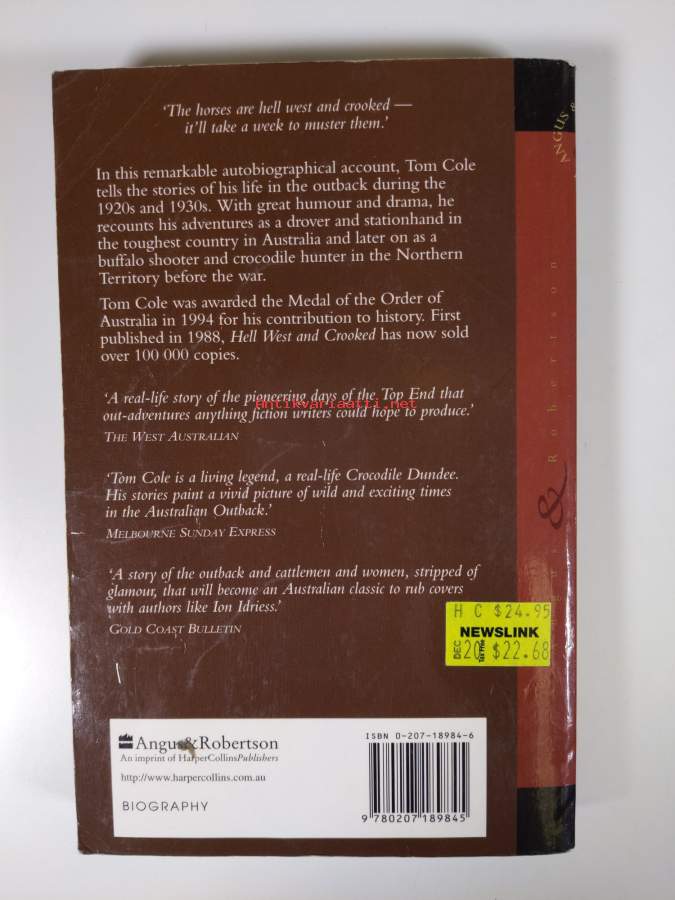 ‘The horses are hell west and crooked —
it’ll take a week to muster them.’
In this remarkable autobiographical account, Tom Cole
tells the stories of his life in the outback during the
1920s and 1930s. With great humour and drama, he
recounts his adventures as a drover and stationhand in
the toughest country in Australia and later on as a
buffalo shooter and crocodile hunter in the Northern
Territory before the war.
Tom Cole was awarded the Medal of the Order of
Australia in 1994 for his contribution to history. First
published in 1988, Hell West and Crooked has now sold
over 100 000 copies.
‘A real-life story of the pioneering days of the Top End that
Antikvariaatti.net
out-adventures anything fiction writers could hope to produce.’
THE WEST AUSTRALIAN
‘Tom Cole is a living legend, a real-life Crocodile Dundee.
His stories paint a vivid picture of wild and exciting times
in the Australian Outback.’
MELBOURNE SUNDAY EXPRESS
‘A story of the outback and cattlemen and women, stripped of
glamour, that will become an Australian classic to rub covers
with authors like Ion Idriess.’
GOLD COAST BULLETIN
H C $24.95
NEWSLINK
DEC 20 Tax Free $22.68
Angus&Robertson
An imprint of HarperCollinsPublishers
http://www.harpercollins.com.au
BIOGRAPHY
ISBN 0-207-18984-6
9 780207 189845
ANGUS &
& Robertson